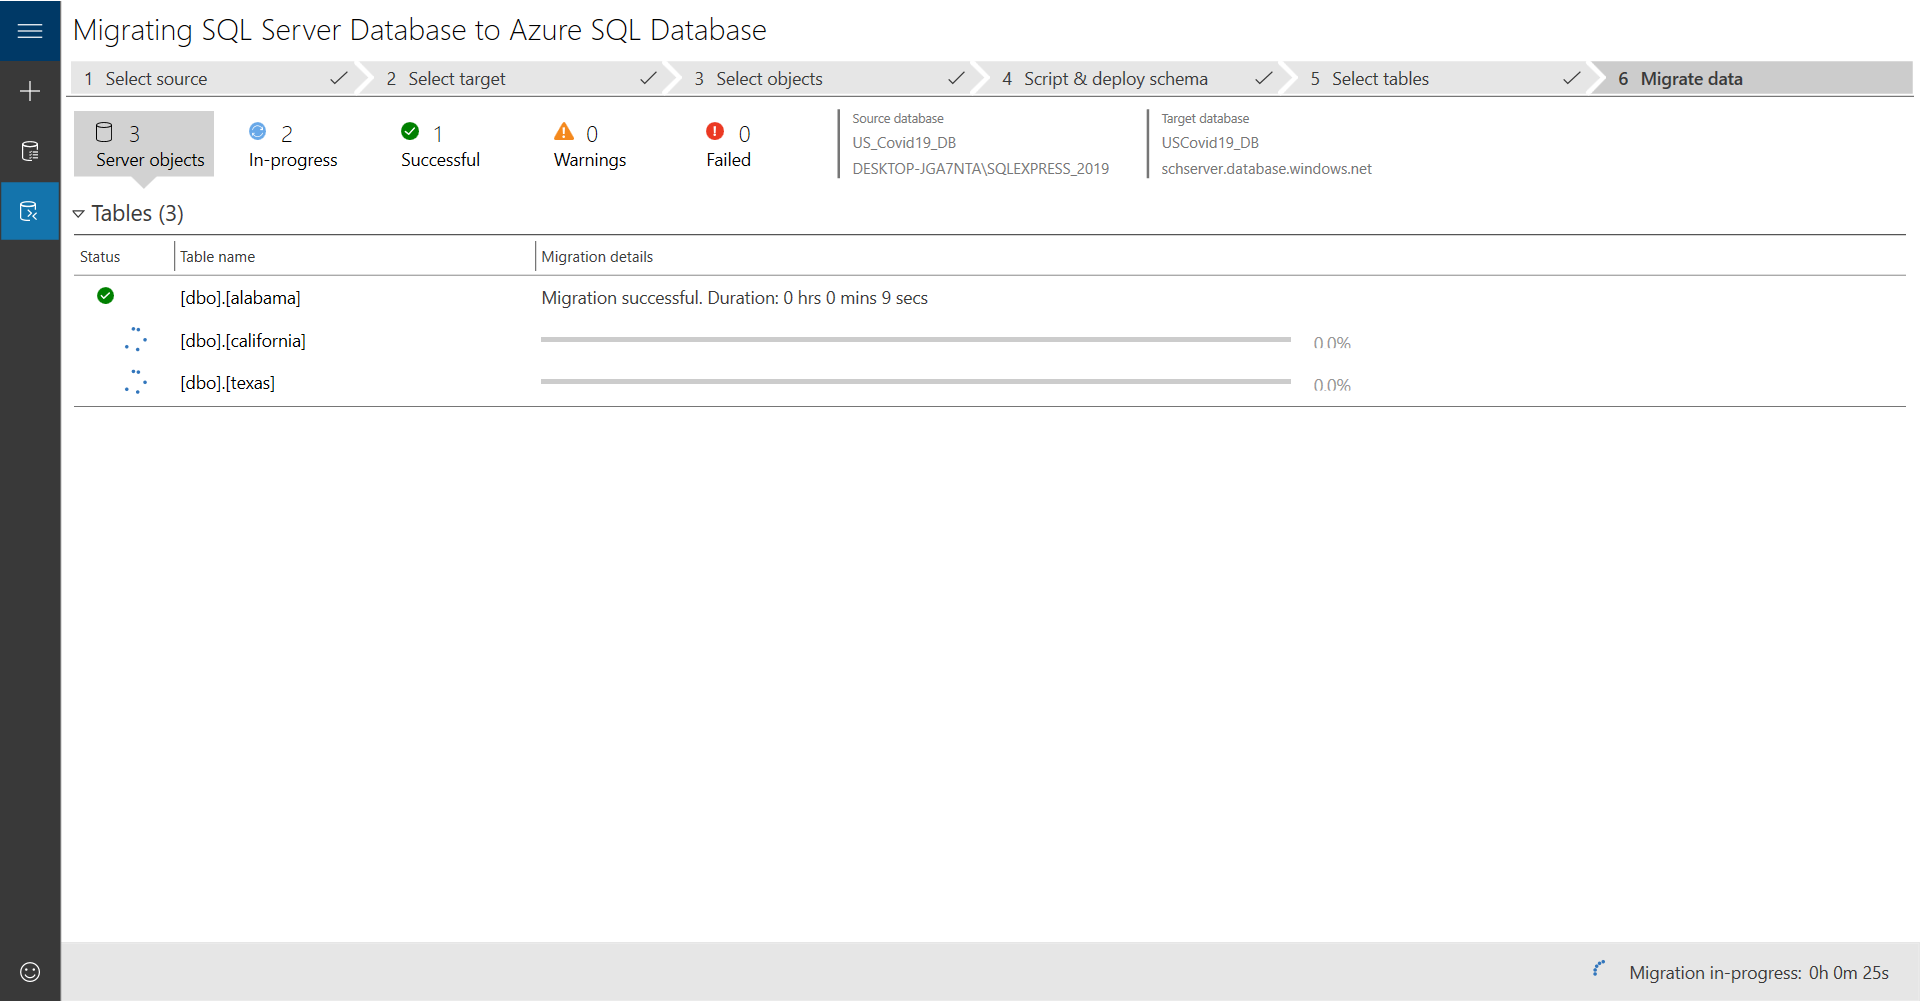 Migrating SQL Server Database to Azure SQL Database
1 Select source
2 Select target
3 Select objects
4 Script & deploy schema
5 Select tables
6 Migrate data
3
Server objects
2
In-progress
1
Successful
0
Warnings
0
Failed
Source database
US_Covid19_DB
DESKTOP-JGA7NTA\SQLEXPRESS_2019
Target database
USCovid19_DB
schserver.database.windows.net
Tables (3)
Status Table name Migration details
[dbo].[alabama] Migration successful. Duration: 0 hrs 0 mins 9 secs
[dbo].[california] 0.0%
[dbo].[texas] 0.0%
Migration in-progress: 0h 0m 25s